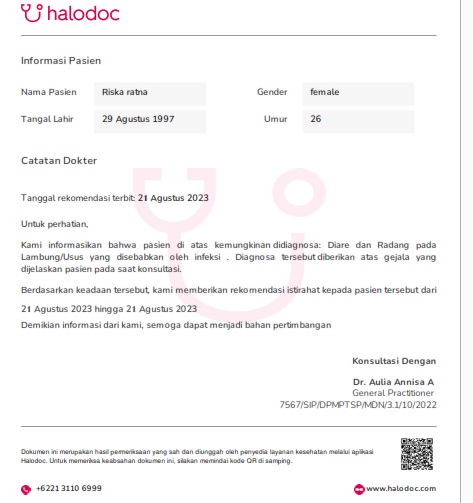 halodoc
Informasi Pasien
Nama Pasien Riska ratna Gender female
Tangal Lahir 29 Agustus 1997 Umur 26
Catatan Dokter
Tanggal rekomendasi terbit: 21 Agustus 2023
Untuk perhatian,
Kami informasikan bahwa pasien di atas kemungkinan didiagnosa: Diare dan Radang pada
Lambung/Usus yang disebabkan oleh infeksi . Diagnosa tersebut diberikan atas gejala yang
dijelaskan pasien pada saat konsultasi.
Berdasarkan keadaan tersebut, kami memberikan rekomendasi istirahat kepada pasien tersebut dari
21 Agustus 2023 hingga 21 Agustus 2023
Demikian informasi dari kami, semoga dapat menjadi bahan pertimbangan
Konsultasi Dengan
Dr. Aulia Annisa A
General Practitioner
7567/SIP/DPMPTSP/MDN/3.1/10/2022
Dokumen ini merupakan hasil pemeriksaan yang sah dan diunggah oleh penyedia layanan kesehatan melalui aplikasi
Halodoc. Untuk memeriksa keabsahan dokumen ini, silakan memindai kode QR di samping.
+6221 3110 6999 www.halodoc.com